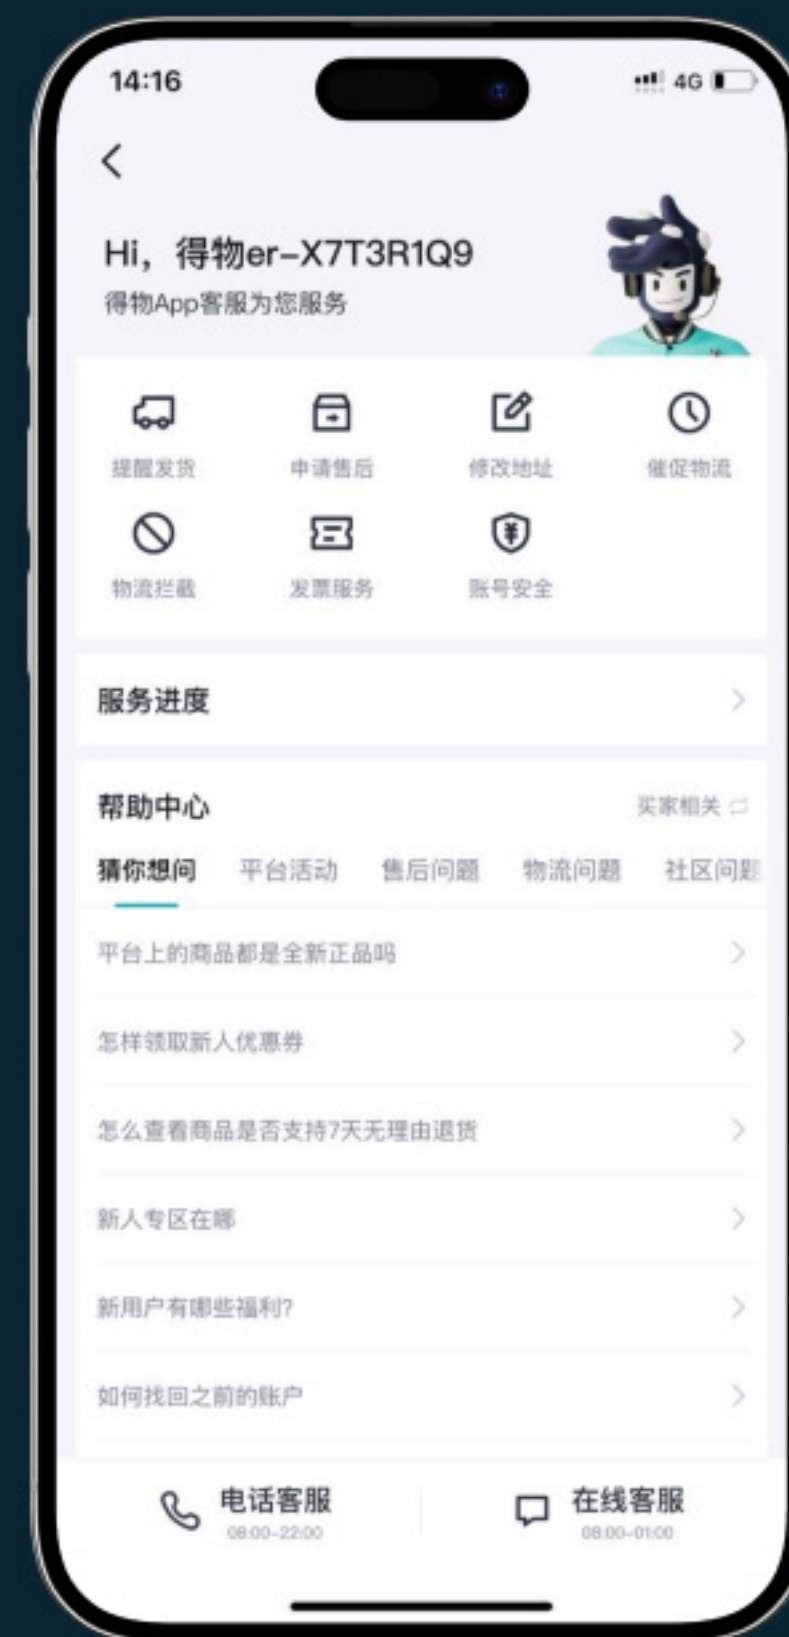 14:16
4G
Hi，得物er-X7T3R1Q9
得物App客服为您服务
提醒发货 申请售后 修改地址 催促物流
物流拦截 发票服务 账号安全
服务进度
帮助中心 买家相关
猜你想问 平台活动 售后问题 物流问题 社区问题
平台上的商品都是全新正品吗
怎样领取新人优惠券
怎么查看商品是否支持7天无理由退货
新人专区在哪
新用户有哪些福利?
如何找回之前的账户
电话客服 在线客服
08:00-22:00 08:00-01:00